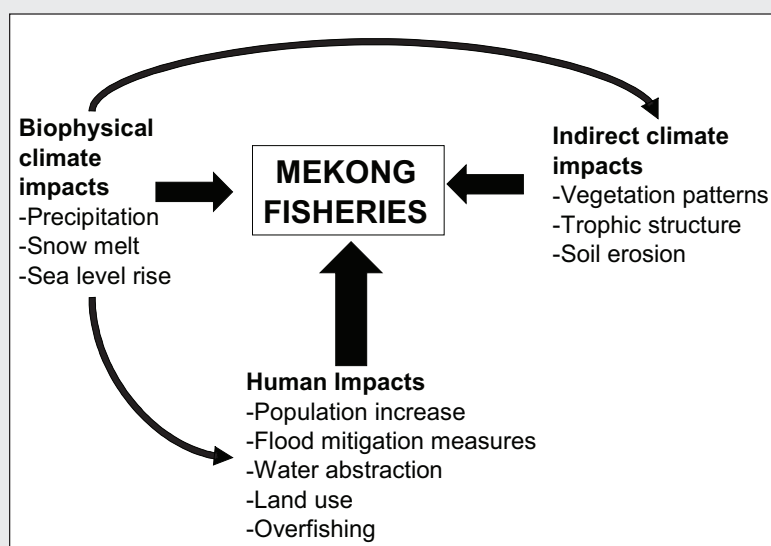 Biophysical
climate
impacts
-Precipitation
-Snow melt
-Sea level rise
MEKONG
FISHERIES
Indirect climate
impacts
-Vegetation patterns
-Trophic structure
-Soil erosion
Human Impacts
-Population increase
-Flood mitigation measures
-Water abstraction
-Land use
-Overfishing